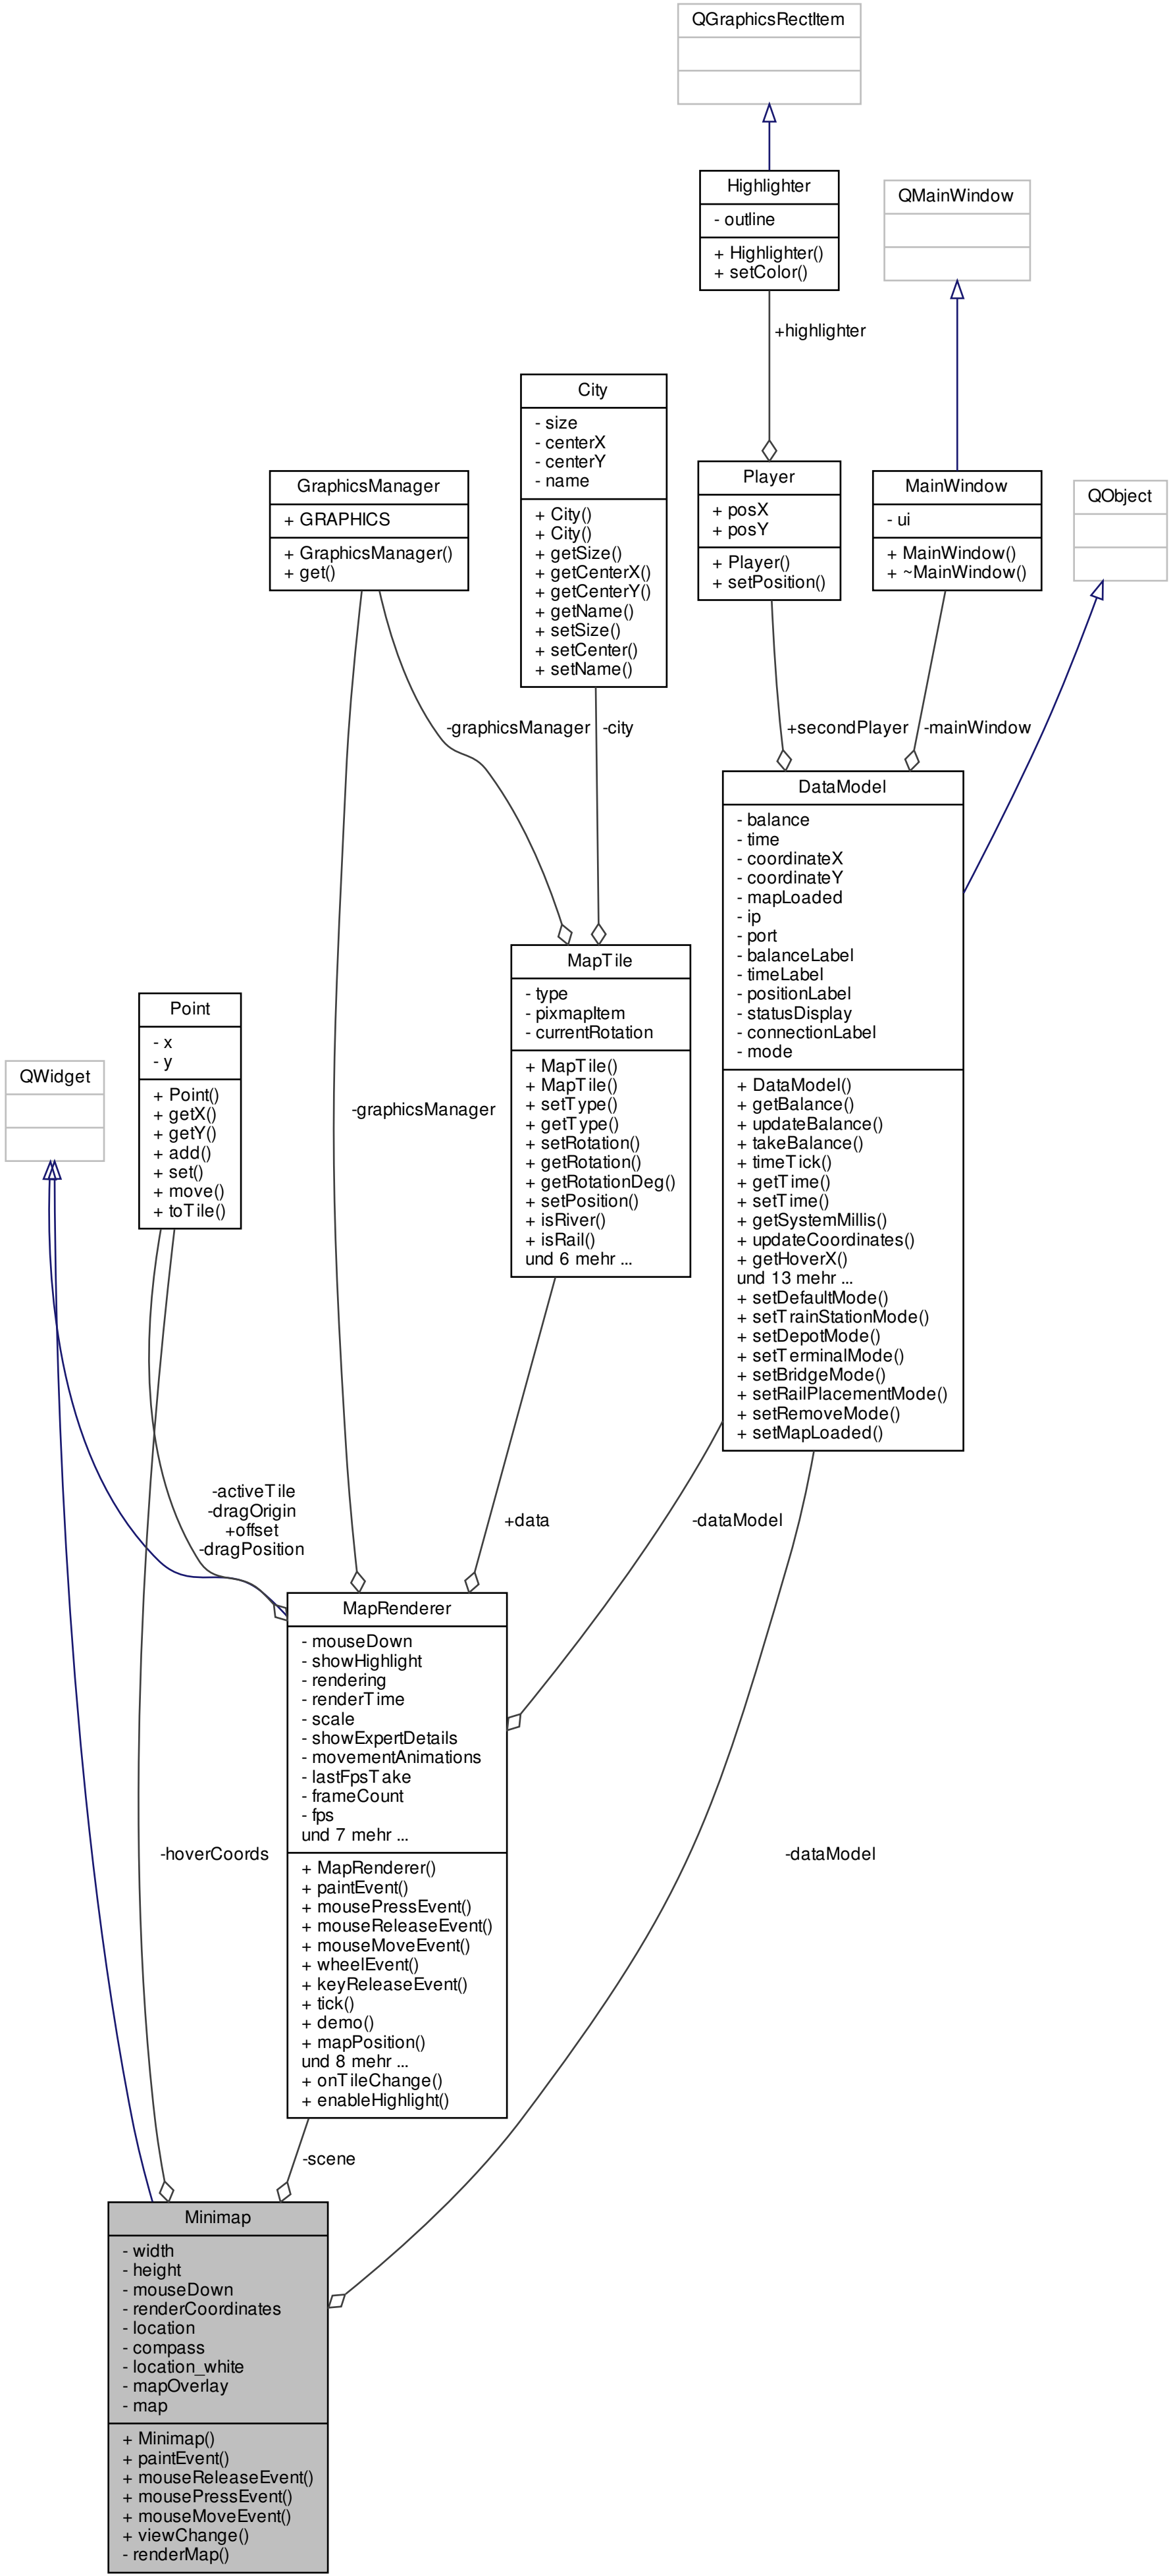 QGraphicsRectItem
Highlighter
- outline
+ Highlighter()
+ setColor()
QMainWindow
+highlighter
City
- size
- centerX
- centerY
- name
+ City()
+ City()
+ getSize()
+ getCenterX()
+ getCenterY()
+ getName()
+ setSize()
+ setCenter()
+ setName()
GraphicsManager
+ GRAPHICS
+ GraphicsManager()
+ get()
Player
+ posX
+ posY
+ Player()
+ setPosition()
MainWindow
- ui
+ MainWindow()
+ ~MainWindow()
QObject
-graphicsManager
-city
+secondPlayer
-mainWindow
DataModel
- balance
- time
- coordinateX
- coordinateY
- mapLoaded
- ip
- port
- balanceLabel
- timeLabel
- positionLabel
- statusDisplay
- connectionLabel
- mode
+ DataModel()
+ getBalance()
+ updateBalance()
+ takeBalance()
+ timeTick()
+ getTime()
+ setTime()
+ getSystemMillis()
+ updateCoordinates()
+ getHoverX()
und 13 mehr ...
+ setDefaultMode()
+ setTrainStationMode()
+ setDepotMode()
+ setTerminalMode()
+ setBridgeMode()
+ setRailPlacementMode()
+ setRemoveMode()
+ setMapLoaded()
MapTile
- type
- pixmapItem
- currentRotation
+ MapTile()
+ MapTile()
+ setType()
+ getType()
+ setRotation()
+ getRotation()
+ getRotationDeg()
+ setPosition()
+ isRiver()
+ isRail()
und 6 mehr ...
Point
- x
- y
+ Point()
+ getX()
+ getY()
+ add()
+ set()
+ move()
+ toTile()
QWidget
-graphicsManager
-activeTile
-dragOrigin
+offset
-dragPosition
+data
-dataModel
MapRenderer
- mouseDown
- showHighlight
- rendering
- renderTime
- scale
- showExpertDetails
- movementAnimations
- lastFpsTake
- frameCount
- fps
und 7 mehr ...
+ MapRenderer()
+ paintEvent()
+ mousePressEvent()
+ mouseReleaseEvent()
+ mouseMoveEvent()
+ wheelEvent()
+ keyReleaseEvent()
+ tick()
+ demo()
+ mapPosition()
und 8 mehr ...
+ onTileChange()
+ enableHighlight()
-hoverCoords
-dataModel
-scene
Minimap
- width
- height
- mouseDown
- renderCoordinates
- location
- compass
- location_white
- mapOverlay
- map
+ Minimap()
+ paintEvent()
+ mouseReleaseEvent()
+ mousePressEvent()
+ mouseMoveEvent()
+ viewChange()
- renderMap()